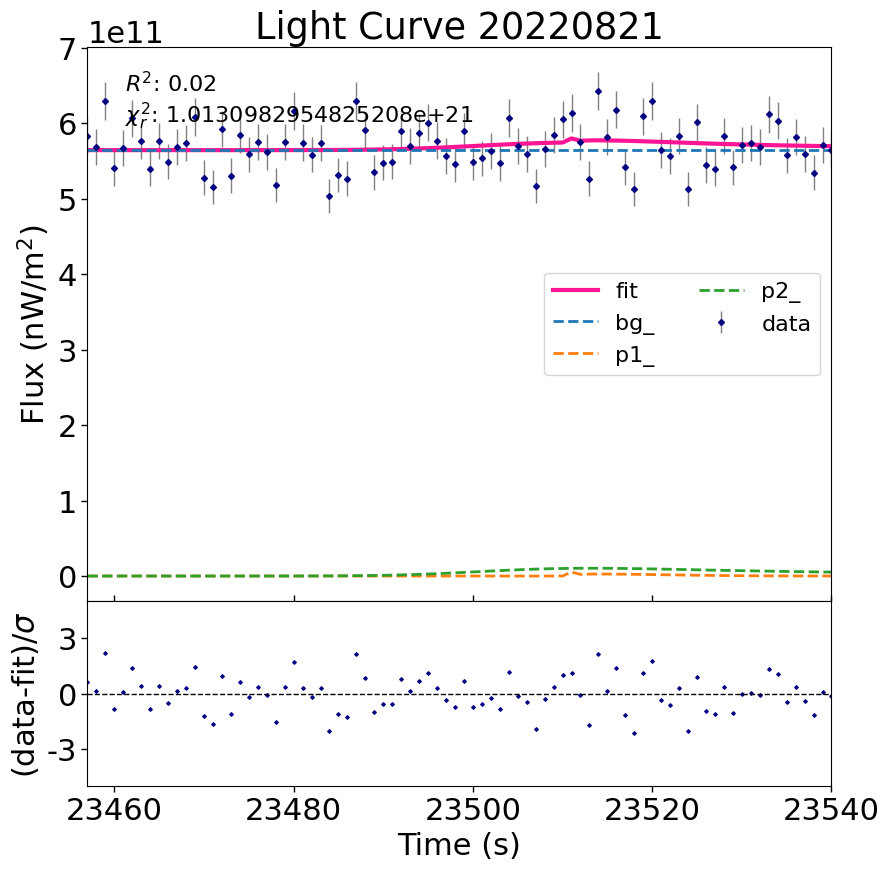 Light Curve 20220821
1e11
R²: 0.02
χ²ᵣ: 1.0130982954825208e+21
7
6
5
4
3
2
1
0
Flux (nW/m²)
fit
bg_
p1_
p2_
data
3
0
-3
(data-fit)/σ
23460 23480 23500 23520 23540
Time (s)